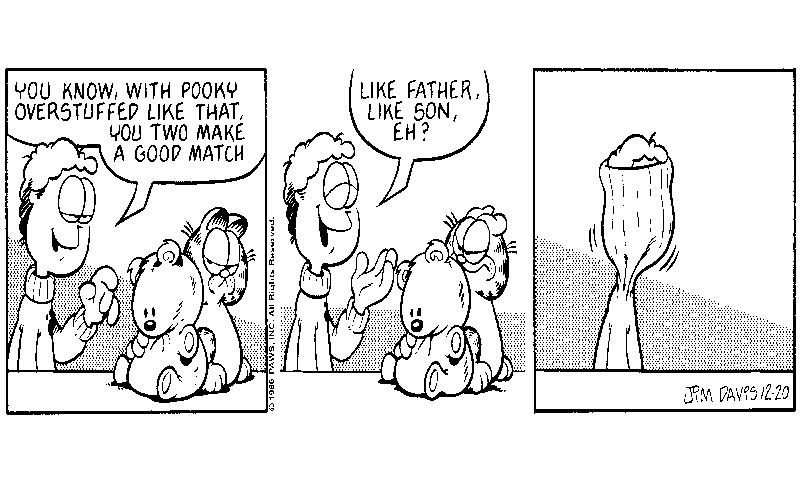 YOU KNOW, WITH POOKY
OVERSTUFFED LIKE THAT,
YOU TWO MAKE
A GOOD MATCH
© 1986 PAWS, INC. All Rights Reserved.
LIKE FATHER,
LIKE SON,
EH?
JIM DAVIS 12-20